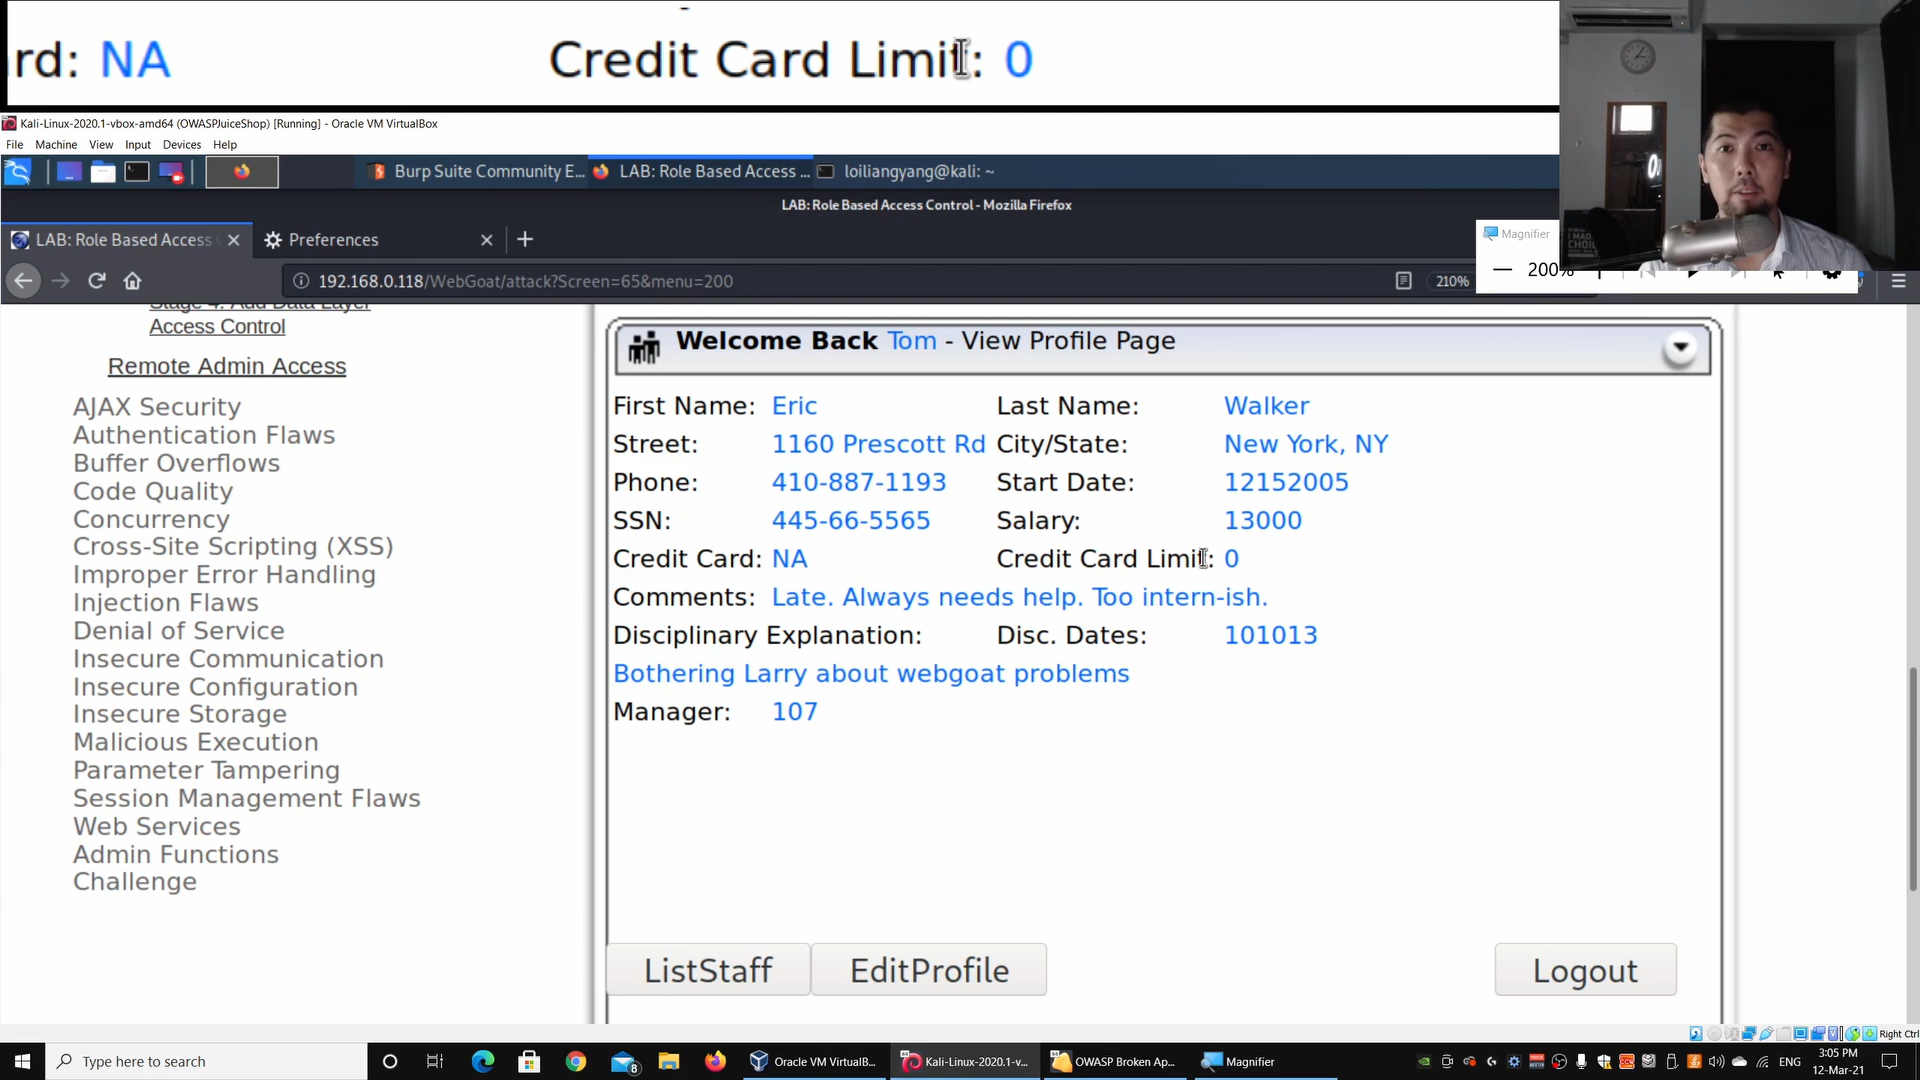 rd: NA Credit Card Limit: 0
Kali-Linux-2020.1-vbox-amd64 (OWASPJuiceShop) [Running] - Oracle VM VirtualBox
File Machine View Input Devices Help
Burp Suite Community E... LAB: Role Based Access ... loiliangyang@kali: ~
LAB: Role Based Access Control - Mozilla Firefox
LAB: Role Based Access Preferences
Magnifier
200%
192.168.0.118/WebGoat/attack?Screen=65&menu=200 210%
Stage 4: Add Data Layer
Access Control
Remote Admin Access
AJAX Security
Authentication Flaws
Buffer Overflows
Code Quality
Concurrency
Cross-Site Scripting (XSS)
Improper Error Handling
Injection Flaws
Denial of Service
Insecure Communication
Insecure Configuration
Insecure Storage
Malicious Execution
Parameter Tampering
Session Management Flaws
Web Services
Admin Functions
Challenge
Welcome Back Tom - View Profile Page
First Name: Eric Last Name: Walker
Street: 1160 Prescott Rd City/State: New York, NY
Phone: 410-887-1193 Start Date: 12152005
SSN: 445-66-5565 Salary: 13000
Credit Card: NA Credit Card Limit: 0
Comments: Late. Always needs help. Too intern-ish.
Disciplinary Explanation: Disc. Dates: 101013
Bothering Larry about webgoat problems
Manager: 107
ListStaff EditProfile Logout
Right Ctrl
Type here to search
8
Oracle VM VirtualB... Kali-Linux-2020.1-v... OWASP Broken Ap... Magnifier
ENG
3:05 PM
12-Mar-21